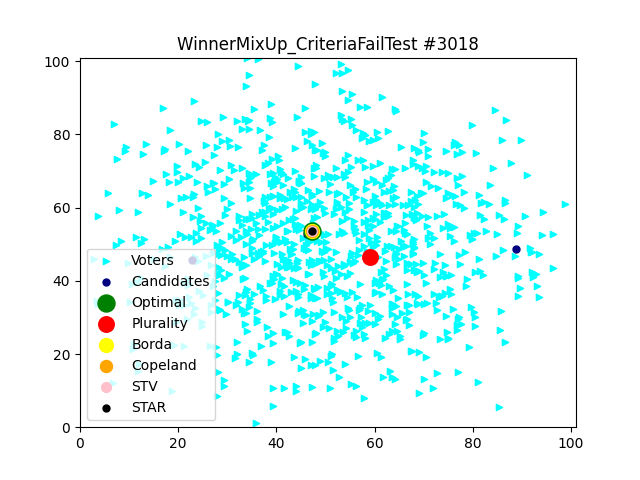 WinnerMixUp_CriteriaFailTest #3018
100
80
60
40
20
0
Voters
Candidates
Optimal
Plurality
Borda
Copeland
STV
STAR
0 20 40 60 80 100